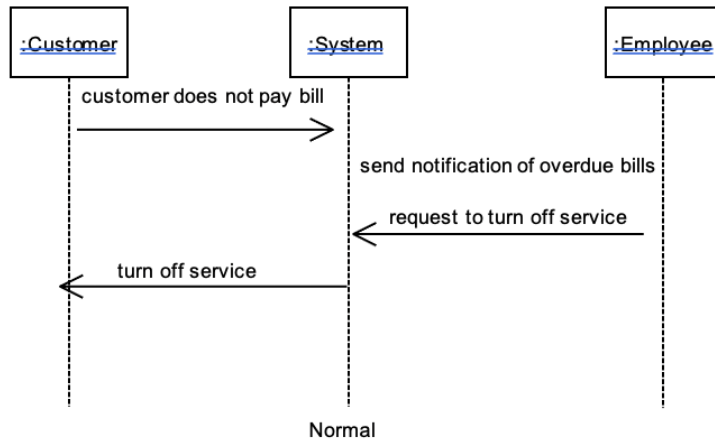 :Customer
:System
:Employee
customer does not pay bill
send notification of overdue bills
request to turn off service
turn off service
Normal